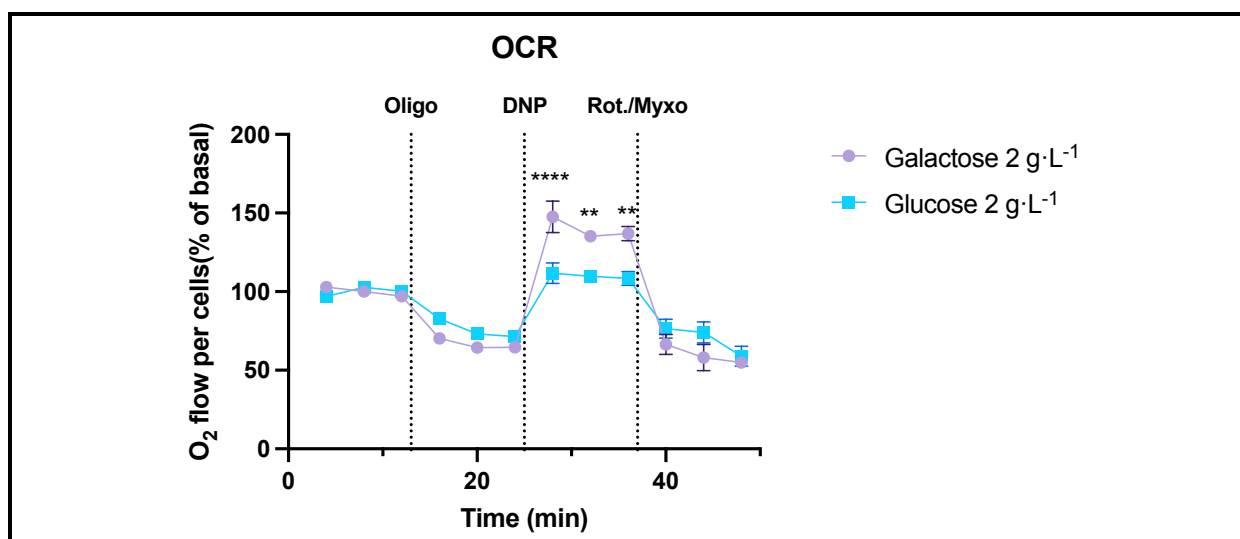 OCR
Oligo DNP Rot./Myxo
200
150
100
50
0
O₂ flow per cells(% of basal)
**** ** **
0 20 40
Time (min)
Galactose 2 g·L⁻¹
Glucose 2 g·L⁻¹